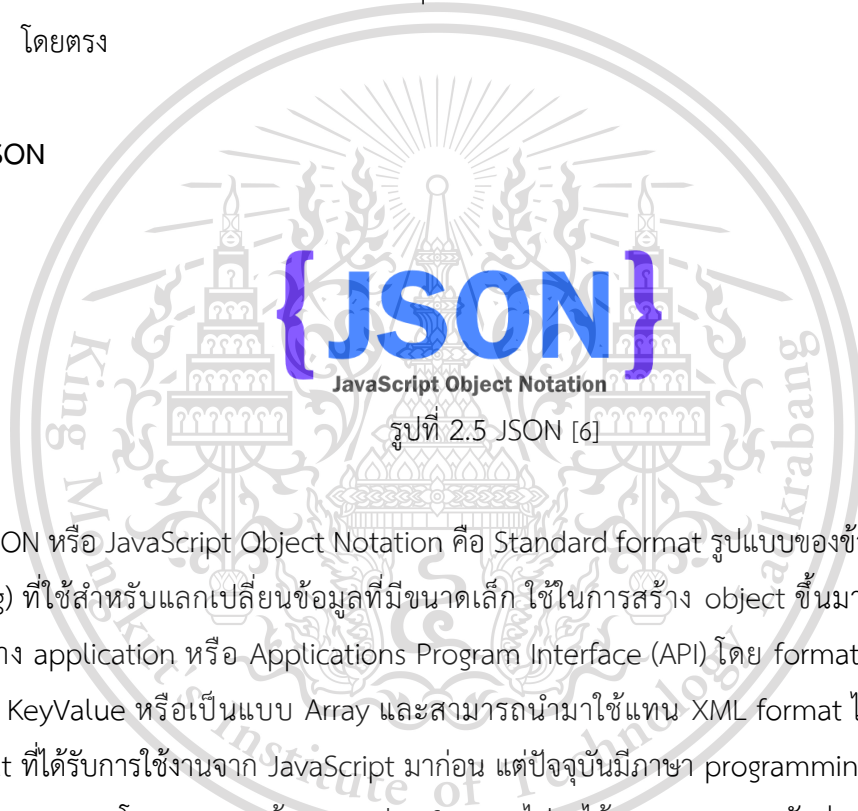 โดยตรง
SON
{JSON}
JavaScript Object Notation
รูปที่ 2.5 JSON [6]
ON หรือ JavaScript Object Notation คือ Standard format รูปแบบของข้
g) ที่ใช้สำหรับแลกเปลี่ยนข้อมูลที่มีขนาดเล็ก ใช้ในการสร้าง object ขึ้นมา
าง application หรือ Applications Program Interface (API) โดย format
KeyValue หรือเป็นแบบ Array และสามารถนำมาใช้แทน XML format ไ
t ที่ได้รับการใช้งานจาก JavaScript มาก่อน แต่ปัจจุบันมีภาษา programmin
King Mongkut's Institute of Technology Ladkrabang